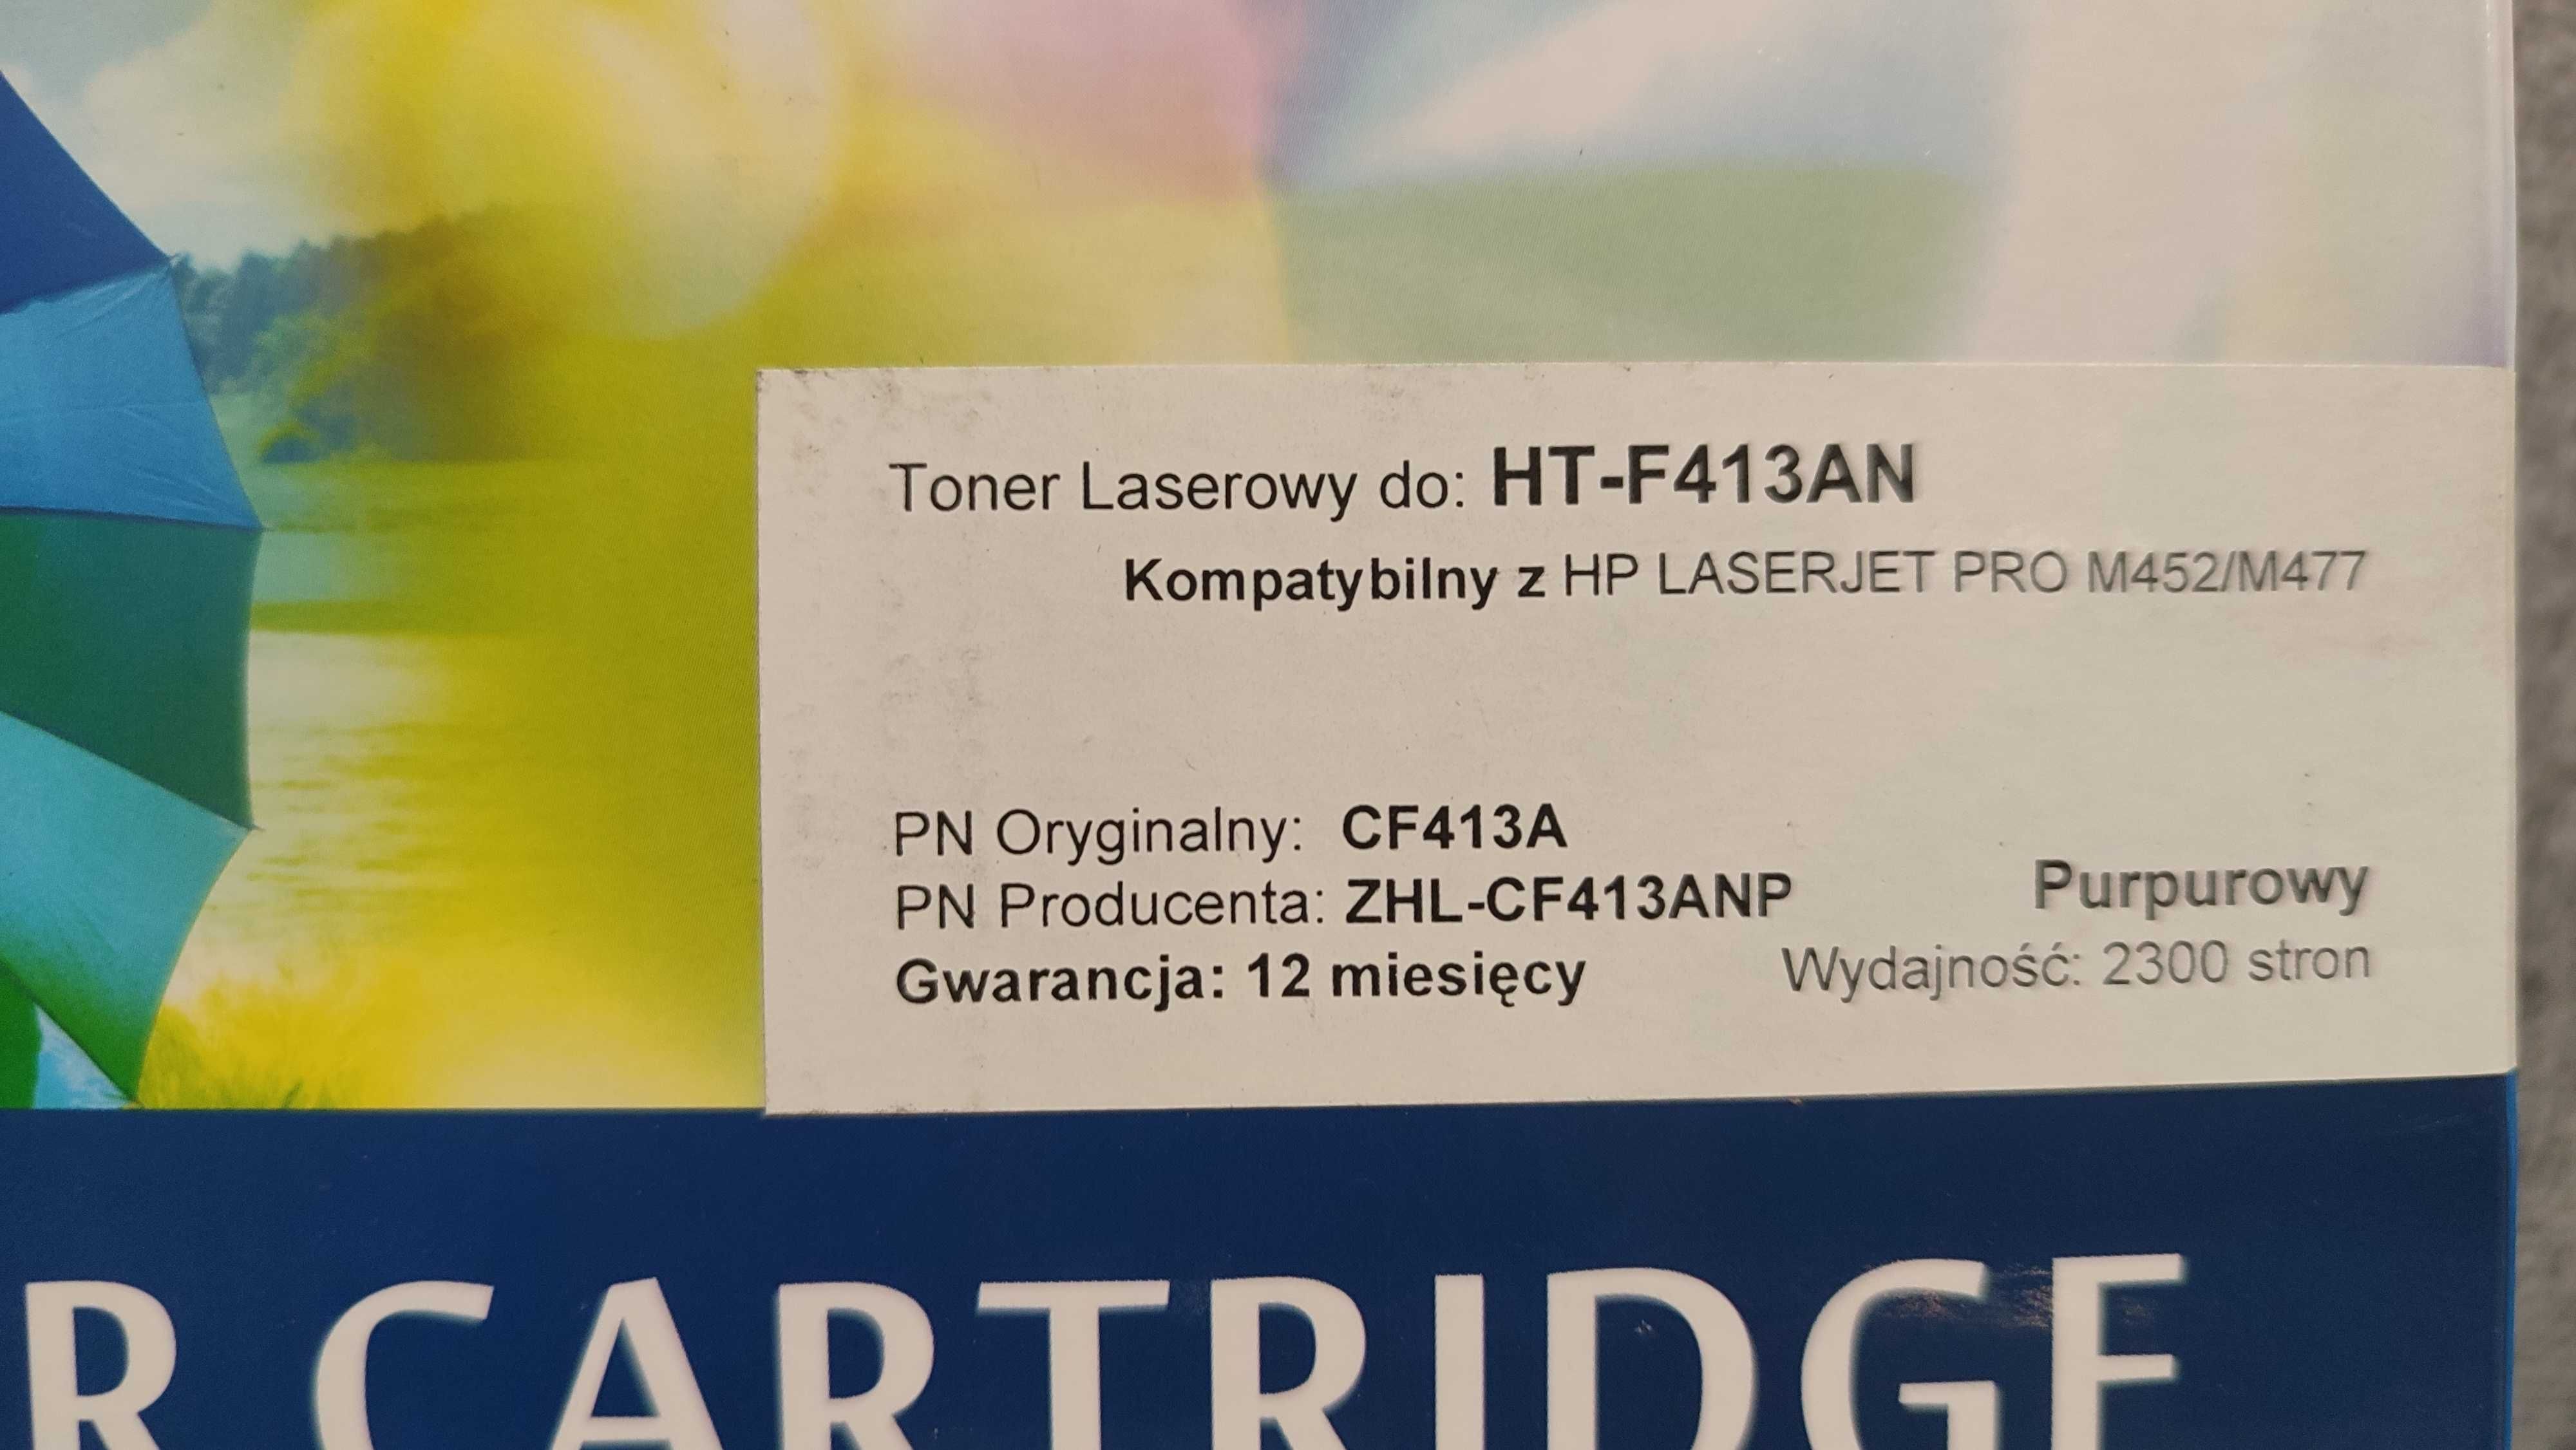 Toner Laserowy do: HT-F413AN
Kompatybilny z HP LASERJET PRO M452/M477
PN Oryginalny: CF413A
PN Producenta: ZHL-CF413ANP
Purpurowy
Gwarancja: 12 miesięcy
Wydajność: 2300 stron
R CARTRIDGE